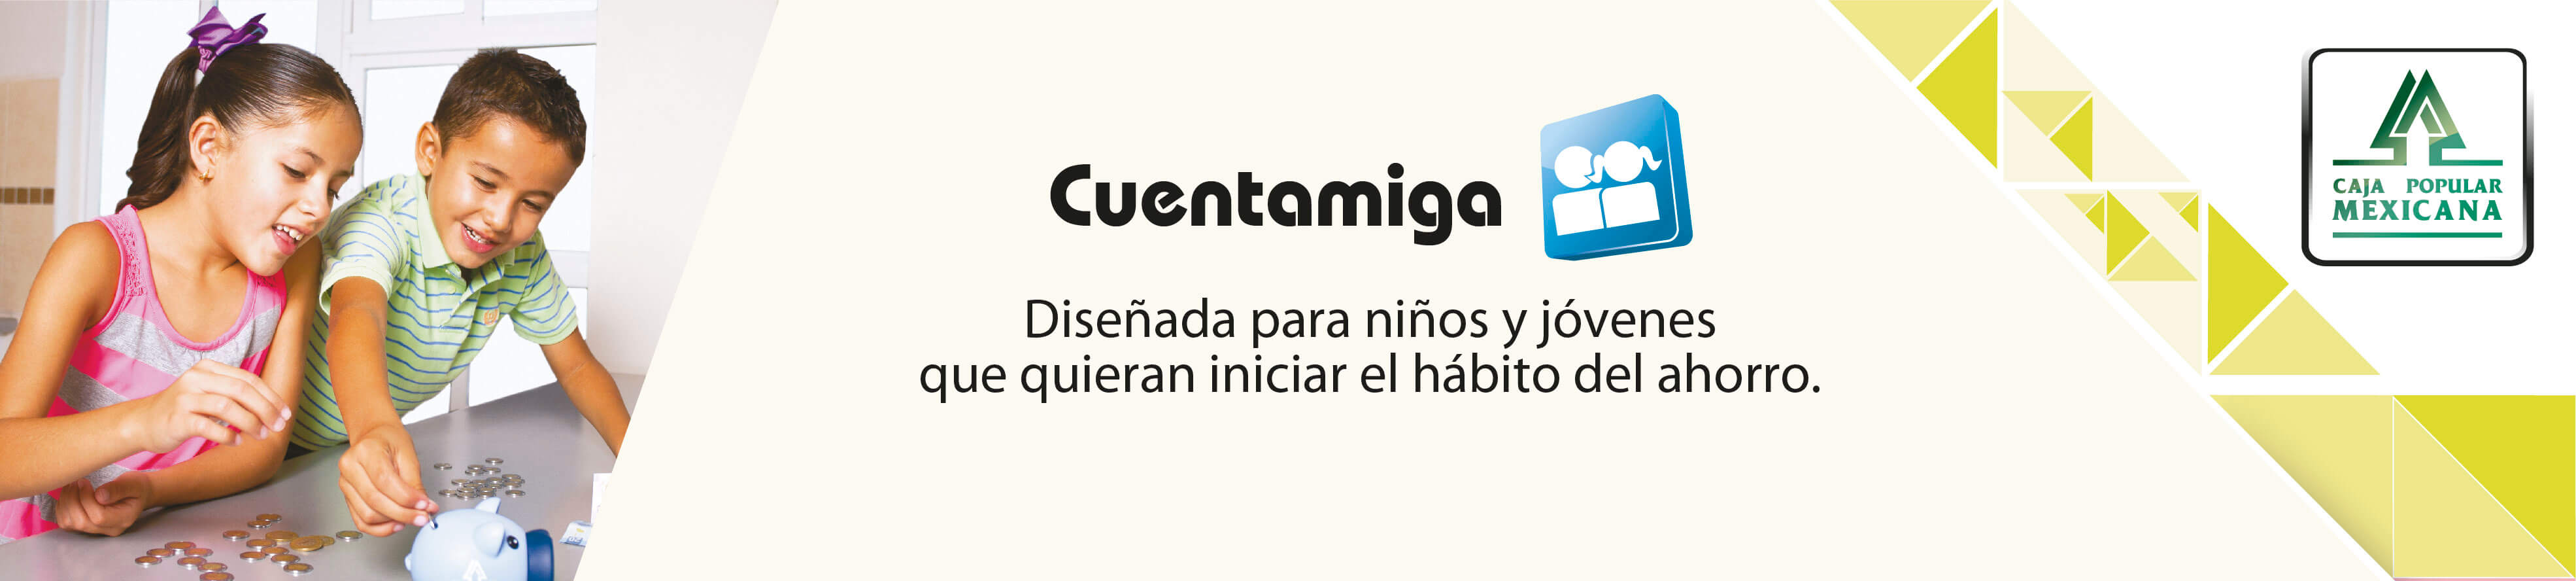 Cuentamiga
Diseñada para niños y jóvenes
que quieran iniciar el hábito del ahorro.
CAJA POPULAR
MEXICANA